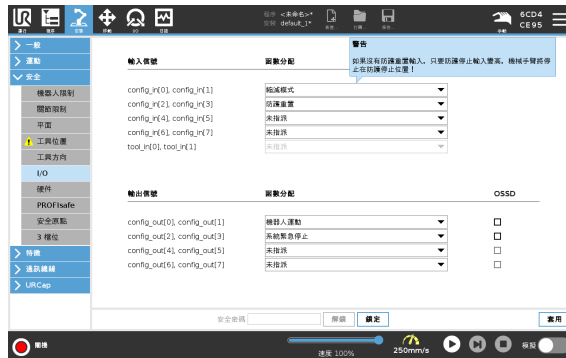 程序 <未命名>*
安裝 default_1*
6CD4
CE95
運行
程序
安裝
移動
I/O
日誌
新建...
打開...
保存...
手動
一般
運動
安全
機器人限制
關節限制
平面
工具位置
工具方向
I/O
硬件
PROFIsafe
安全原點
3 檔位
特徵
通訊總線
URCap
警告
如果沒有防護重置輸入，只要防護停止輸入變高，機械手臂將停止在防護停止位置！
輸入信號
函數分配
config_in[0], config_in[1]
縮減模式
config_in[2], config_in[3]
防護重置
config_in[4], config_in[5]
未指派
config_in[6], config_in[7]
未指派
tool_in[0], tool_in[1]
未指派
輸出信號
函數分配
OSSD
config_out[0], config_out[1]
機器人運動
config_out[2], config_out[3]
系統緊急停止
config_out[4], config_out[5]
未指派
config_out[6], config_out[7]
未指派
安全密碼
解鎖
鎖定
套用
關機
速度 100%
250mm/s
模擬